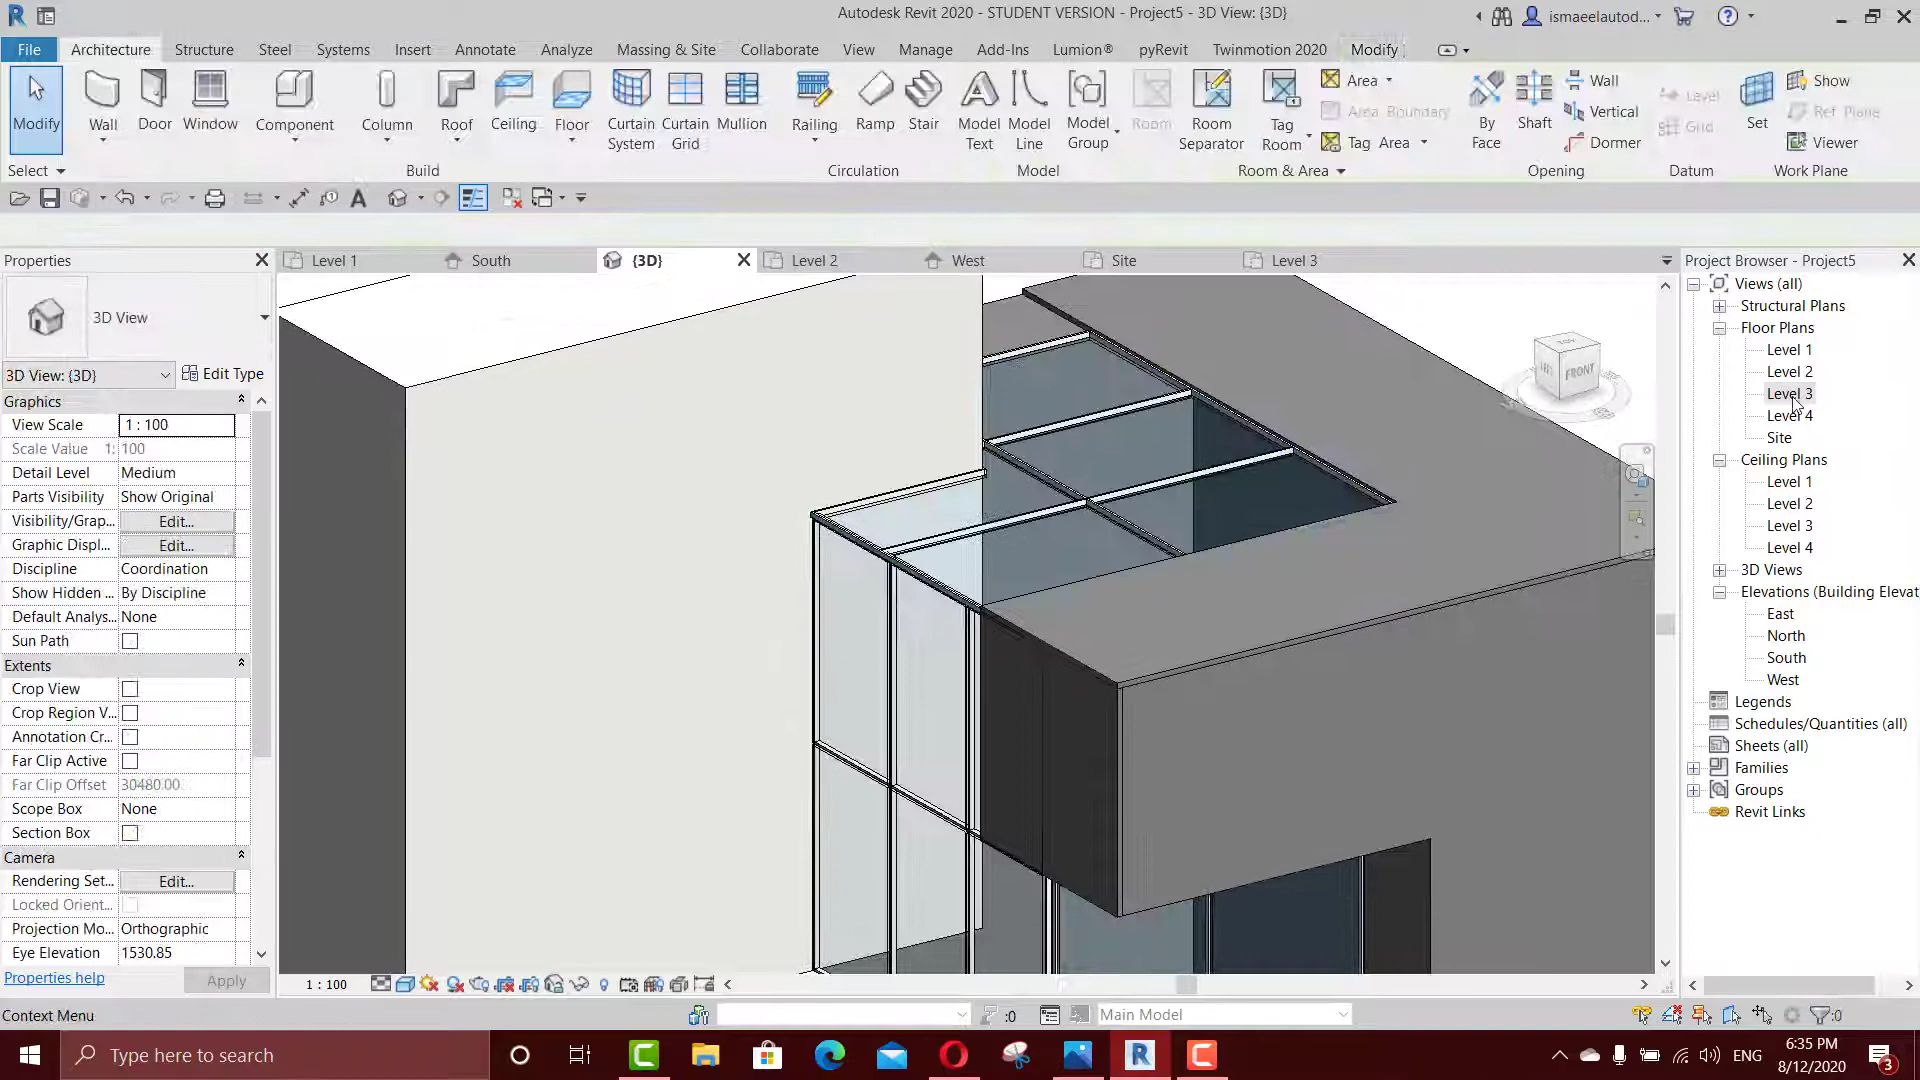 Autodesk Revit 2020 - STUDENT VERSION - Project5 - 3D View: {3D}
ismaeelautod...
File Architecture Structure Steel Systems Insert Annotate Analyze Massing & Site Collaborate View Manage Add-Ins Lumion® pyRevit Twinmotion 2020 Modify
Modify Wall Door Window Component Column Roof Ceiling Floor Curtain System Curtain Grid Mullion Railing Ramp Stair Model Text Model Line Model Group Room Room Separator Tag Room
Area
Area Boundary
Tag Area
By Face Shaft
Wall
Vertical
Dormer
Level
Grid
Set
Show
Ref Plane
Viewer
Select Build Circulation Model Room & Area Opening Datum Work Plane
Properties
Level 1 South {3D} Level 2 West Site Level 3
3D View
3D View: {3D} Edit Type
Graphics
View Scale 1 : 100
Scale Value 1: 100
Detail Level Medium
Parts Visibility Show Original
Visibility/Grap... Edit...
Graphic Displ... Edit...
Discipline Coordination
Show Hidden ... By Discipline
Default Analys... None
Sun Path
Extents
Crop View
Crop Region V...
Annotation Cr...
Far Clip Active
Far Clip Offset 30480.00
Scope Box None
Section Box
Camera
Rendering Set... Edit...
Locked Orient...
Projection Mo... Orthographic
Eye Elevation 1530.85
Properties help Apply
FRONT
Project Browser - Project5
Views (all)
Structural Plans
Floor Plans
Level 1
Level 2
Level 3
Level 4
Site
Ceiling Plans
Level 1
Level 2
Level 3
Level 4
3D Views
Elevations (Building Elevat
East
North
South
West
Legends
Schedules/Quantities (all)
Sheets (all)
Families
Groups
Revit Links
1 : 100
Context Menu
:0
Main Model
:0
Type here to search
ENG
6:35 PM
8/12/2020
3